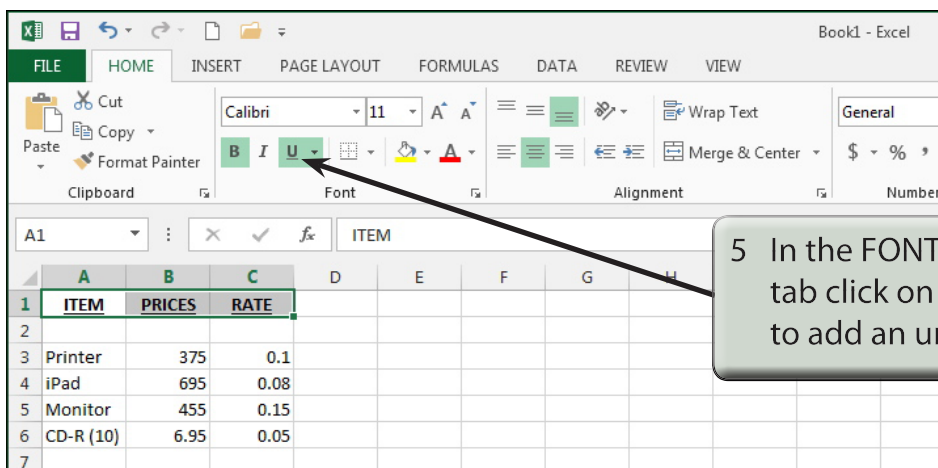 Book1 - Excel
FILE HOME INSERT PAGE LAYOUT FORMULAS DATA REVIEW VIEW
Cut
Copy
Format Painter
Paste
Clipboard
Calibri 11 A A
B I U A
Font
Wrap Text
Merge & Center
Alignment
General
$ % ,
Number
A1 fx ITEM
A B C D E F G H
1 ITEM PRICES RATE
2
3 Printer 375 0.1
4 iPad 695 0.08
5 Monitor 455 0.15
6 CD-R (10) 6.95 0.05
7
5 In the FONT
tab click on
to add an